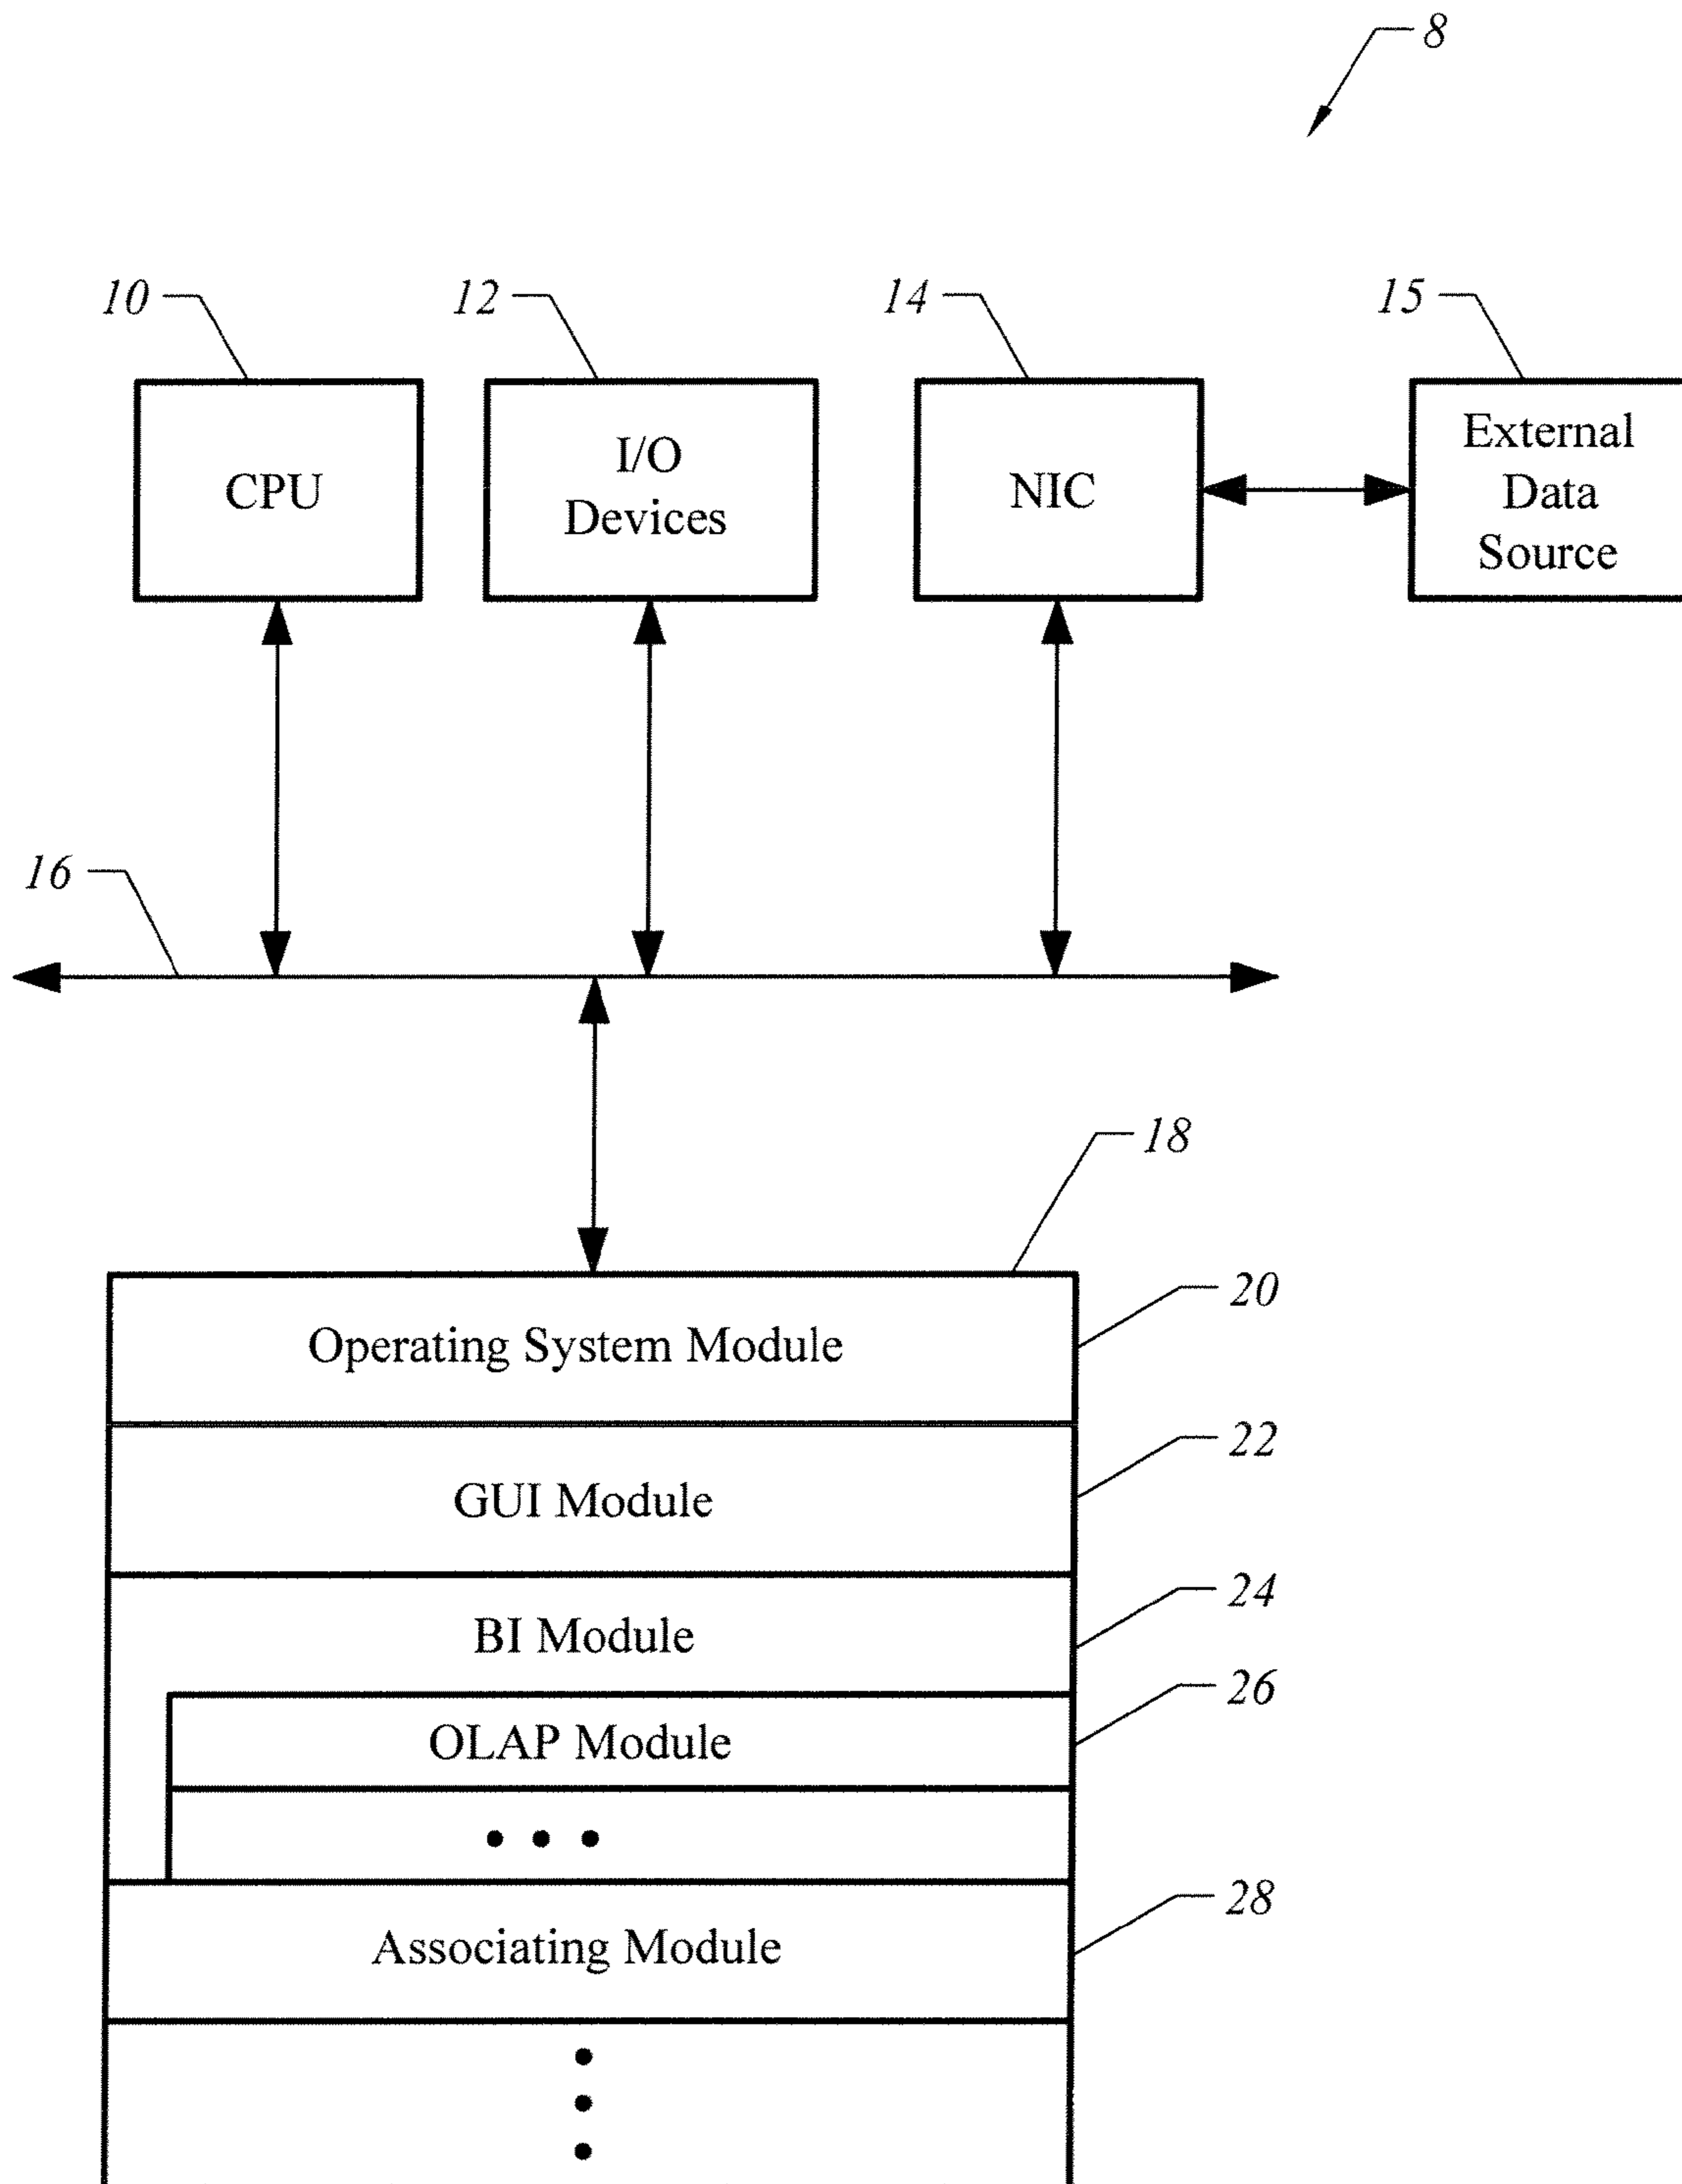 8
10
12
14
15
CPU
I/O
Devices
NIC
External
Data
Source
16
18
Operating System Module
20
GUI Module
22
BI Module
24
OLAP Module
26
• • •
Associating Module
28
•
•
•